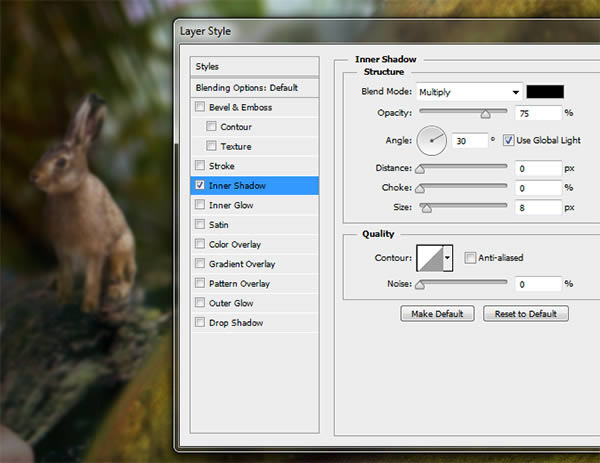 Layer Style
Styles
Blending Options: Default
Bevel & Emboss
Contour
Texture
Stroke
Inner Shadow
Inner Glow
Satin
Color Overlay
Gradient Overlay
Pattern Overlay
Outer Glow
Drop Shadow
Inner Shadow
Structure
Blend Mode: Multiply
Opacity: 75 %
Angle: 30 ° Use Global Light
Distance: 0 px
Choke: 0 %
Size: 8 px
Quality
Contour: Anti-aliased
Noise: 0 %
Make Default Reset to Default